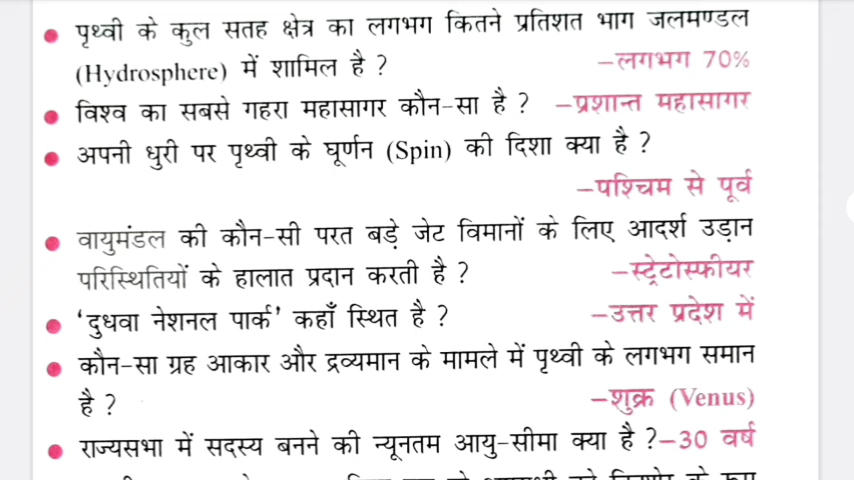 • पृथ्वी के कुल सतह क्षेत्र का लगभग कितने प्रतिशत भाग जलमण्डल
(Hydrosphere) में शामिल है ? –लगभग 70%
• विश्व का सबसे गहरा महासागर कौन-सा है ? –प्रशान्त महासागर
• अपनी धुरी पर पृथ्वी के घूर्णन (Spin) की दिशा क्या है ?
–पश्चिम से पूर्व
• वायुमंडल की कौन-सी परत बड़े जेट विमानों के लिए आदर्श उड़ान
परिस्थितियों के हालात प्रदान करती है ? –स्ट्रेटोस्फीयर
• ‘दुधवा नेशनल पार्क’ कहाँ स्थित है ? –उत्तर प्रदेश में
• कौन-सा ग्रह आकार और द्रव्यमान के मामले में पृथ्वी के लगभग समान
है ? –शुक्र (Venus)
• राज्यसभा में सदस्य बनने की न्यूनतम आयु-सीमा क्या है ?–30 वर्ष